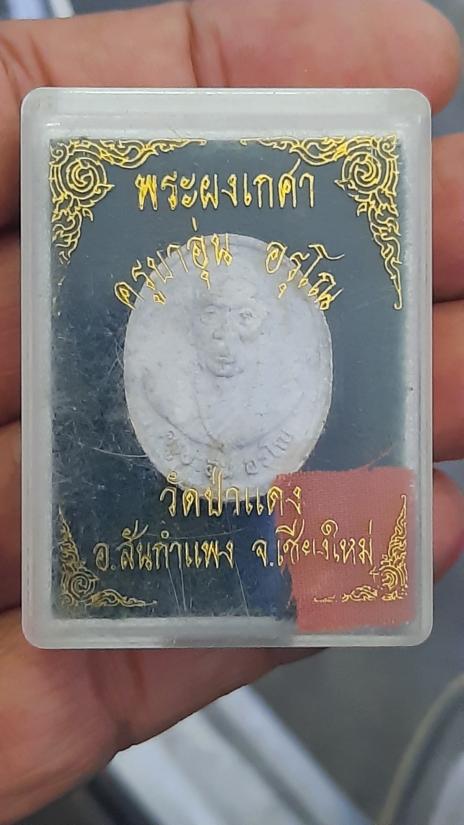 พระผงเกศา
ครูบาอุ่น อรุโณ
วัดป่าแดง
อ.สันกำแพง จ.เชียงใหม่